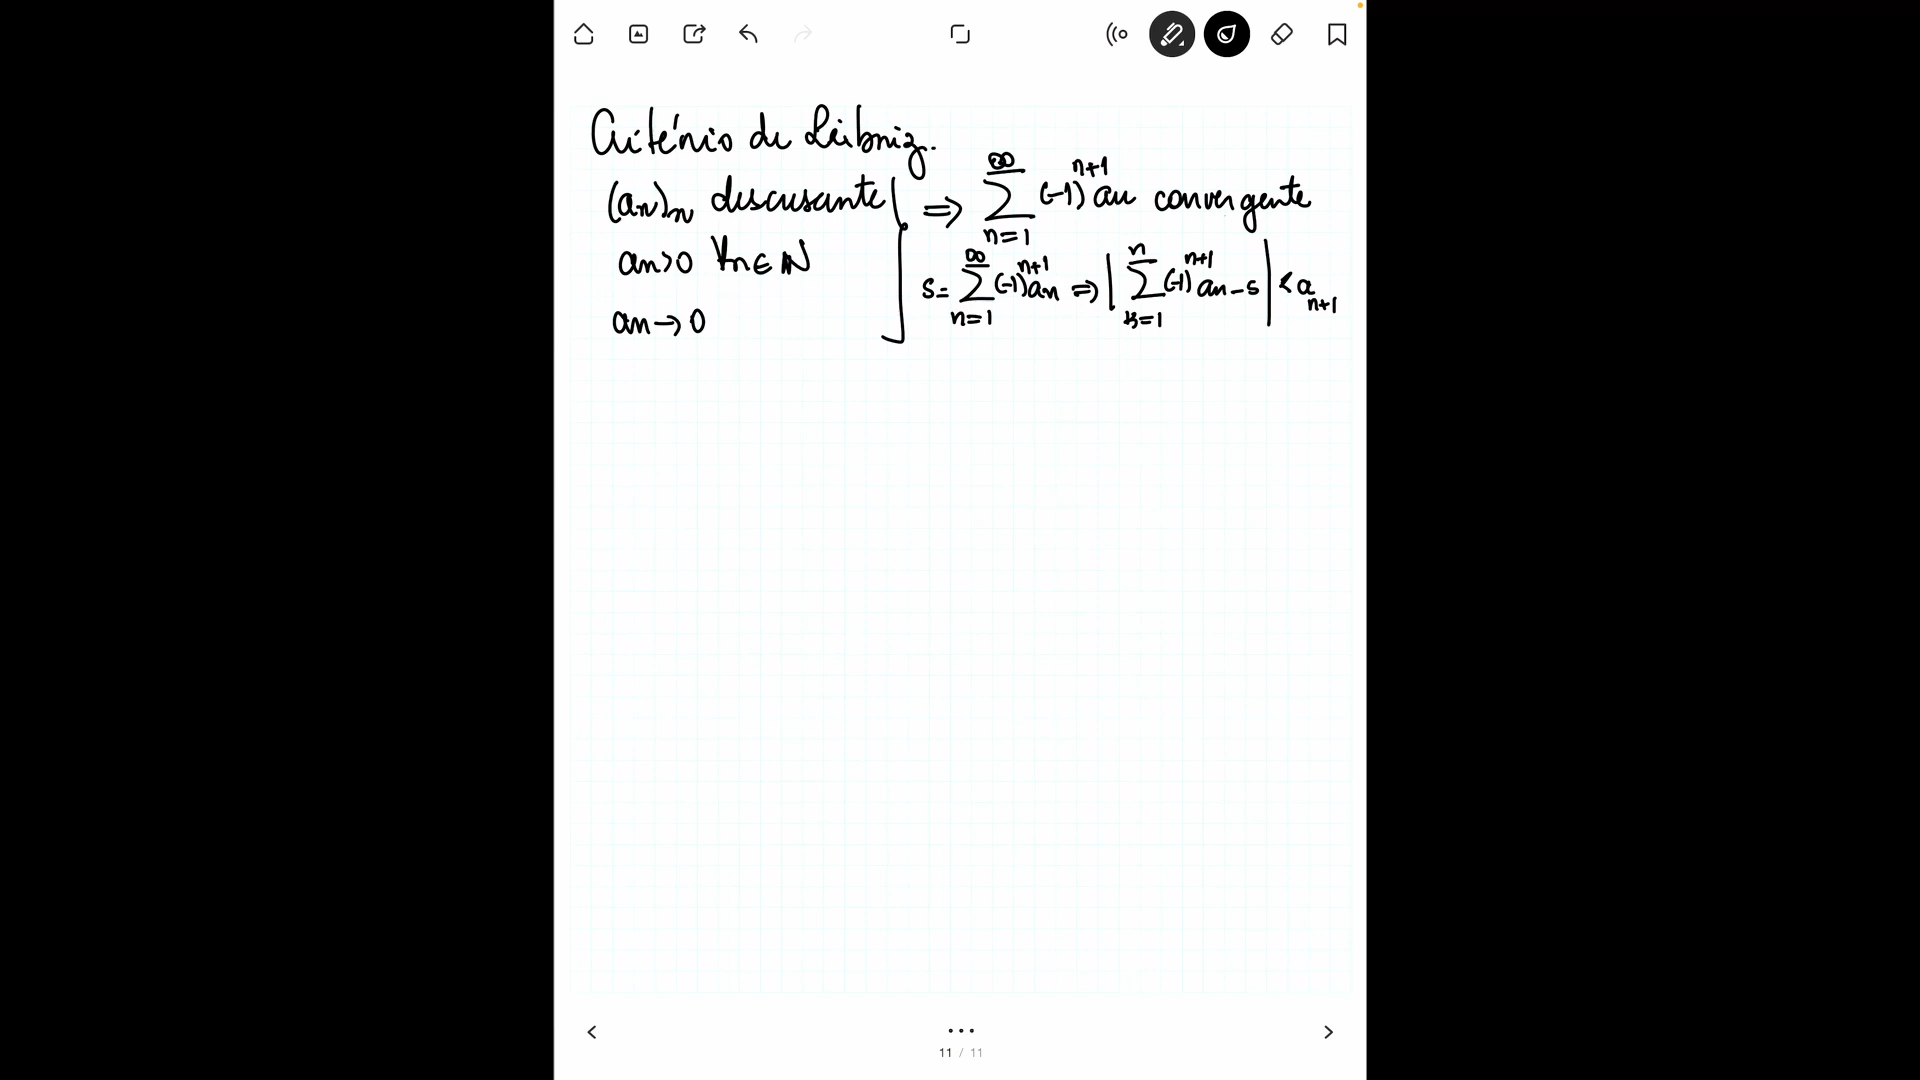 Critério de Leibniz.
(an)n decrescente ⇒ ∞∑n=1 (-1)^{n+1} an convergente
an>0 ∀n∈ℕ
S= ∞∑n=1 (-1)^{n+1} an ⇒ | n∑k=1 (-1)^{n+1} an - s | < a_{n+1}
an → 0
11 / 11